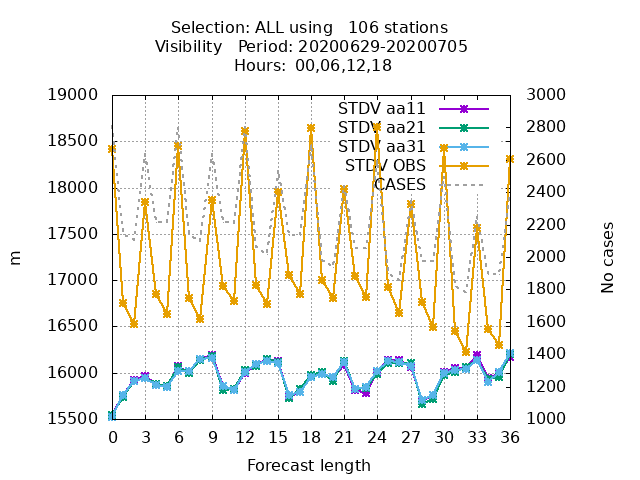 Selection: ALL using   106 stations
Visibility   Period: 20200629-20200705
Hours:  00,06,12,18
19000
18500
18000
17500
17000
16500
16000
15500
m
3000
2800
2600
2400
2200
2000
1800
1600
1400
1200
1000
No cases
STDV aa11
STDV aa21
STDV aa31
STDV OBS
CASES
0 3 6 9 12 15 18 21 24 27 30 33 36
Forecast length